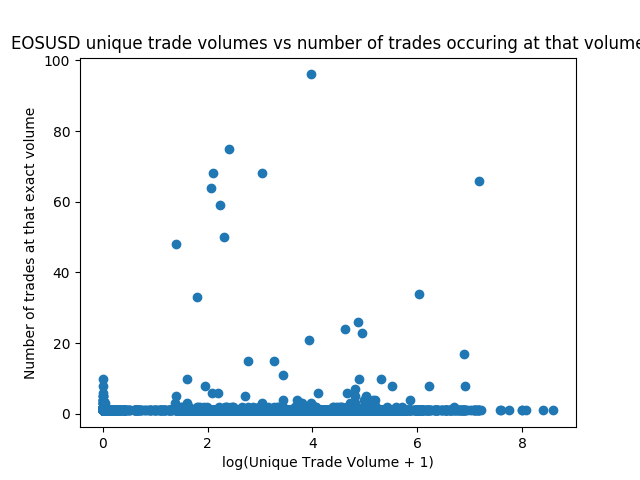 EOSUSD unique trade volumes vs number of trades occuring at that volume
Number of trades at that exact volume
100
80
60
40
20
0
0 2 4 6 8
log(Unique Trade Volume + 1)